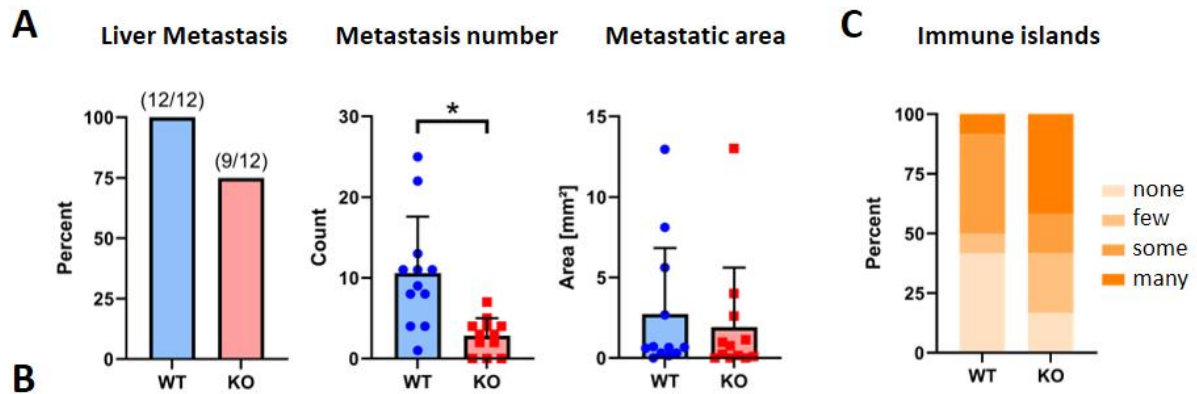 A
Liver Metastasis
Metastasis number
Metastatic area
C
Immune islands
(12/12)
(9/12)
100
75
50
25
0
Percent
WT
KO
*
30
20
10
0
Count
WT
KO
15
10
5
0
Area [mm²]
WT
KO
100
75
50
25
0
Percent
WT
KO
none
few
some
many
B